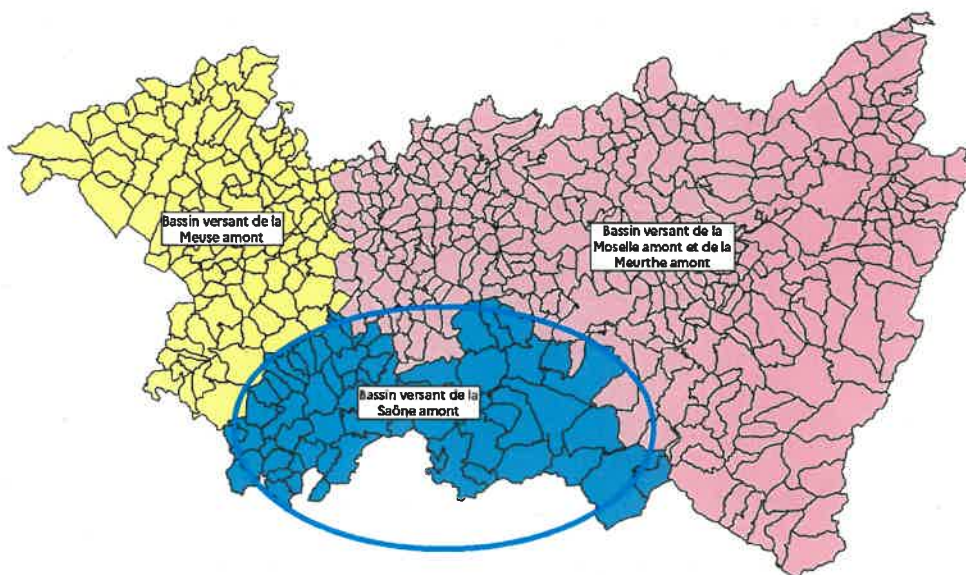 Bassin versant de la
Meuse amont
Bassin versant de la
Moselle amont et de la
Meurthe amont
Bassin versant de la
Saône amont